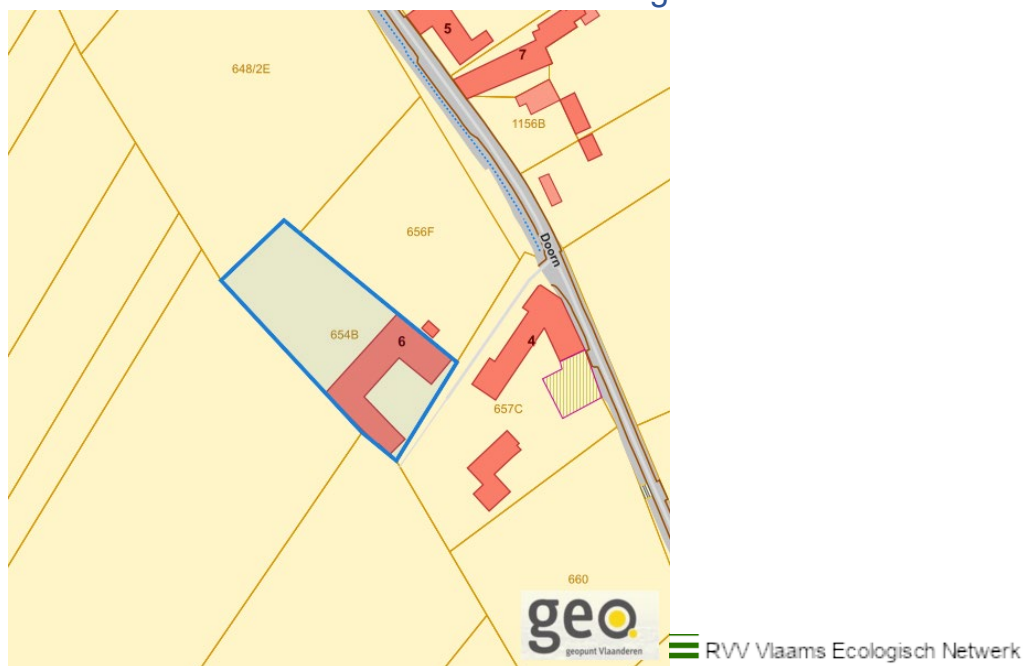 g
5
7
648/2E
1156B
656F
Doorn
654B
6
4
657C
660
geo.
geopunt Vlaanderen
RVV Vlaams Ecologisch Netwerk